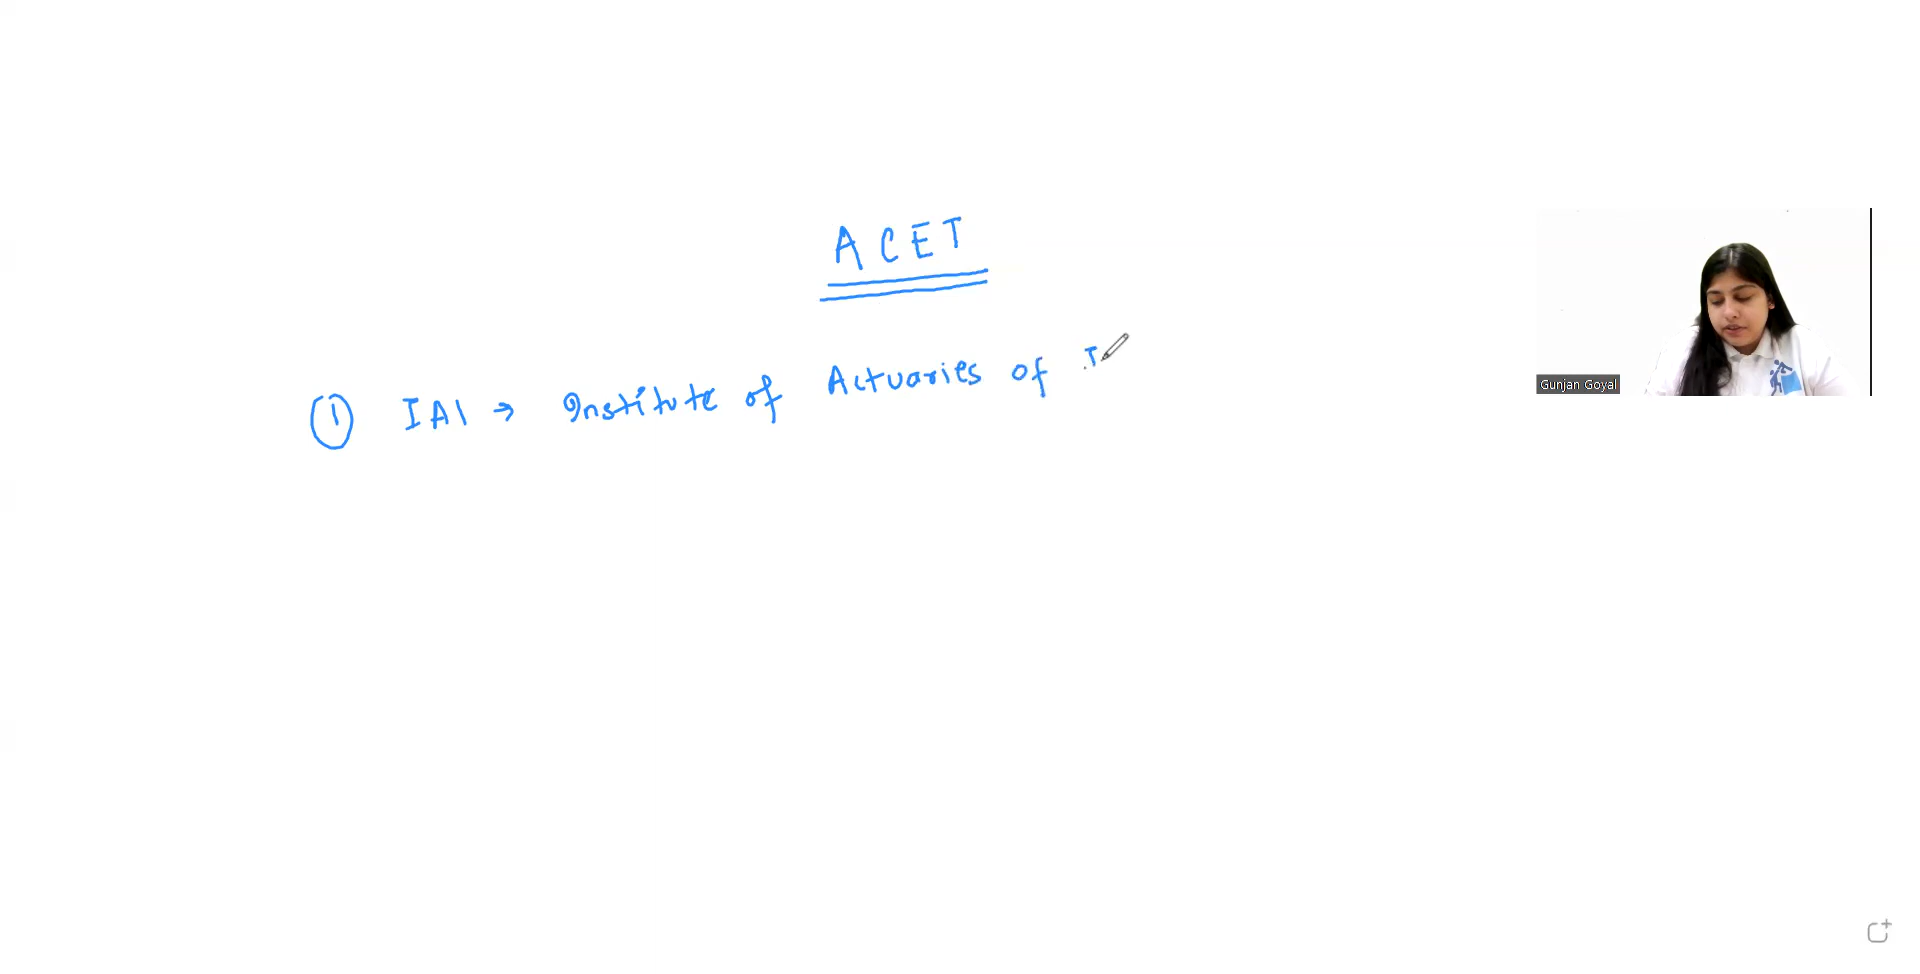 ACET
① IAI → Institute of Actuaries of I
Gunjan Goyal